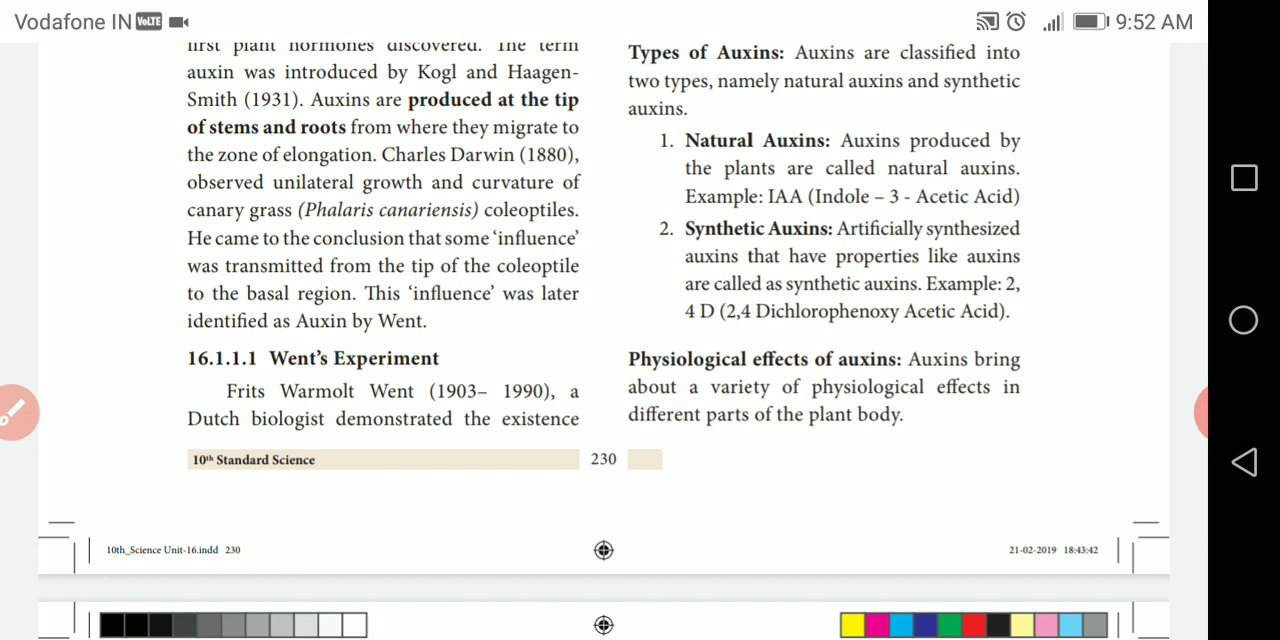 Vodafone IN VoLTE
9:52 AM
first plant hormones discovered. The term
auxin was introduced by Kogl and Haagen-
Smith (1931). Auxins are produced at the tip
of stems and roots from where they migrate to
the zone of elongation. Charles Darwin (1880),
observed unilateral growth and curvature of
canary grass (Phalaris canariensis) coleoptiles.
He came to the conclusion that some ‘influence’
was transmitted from the tip of the coleoptile
to the basal region. This ‘influence’ was later
identified as Auxin by Went.
16.1.1.1 Went’s Experiment
Frits Warmolt Went (1903– 1990), a
Dutch biologist demonstrated the existence
Types of Auxins: Auxins are classified into
two types, namely natural auxins and synthetic
auxins.
1. Natural Auxins: Auxins produced by
the plants are called natural auxins.
Example: IAA (Indole – 3 - Acetic Acid)
2. Synthetic Auxins: Artificially synthesized
auxins that have properties like auxins
are called as synthetic auxins. Example: 2,
4 D (2,4 Dichlorophenoxy Acetic Acid).
Physiological effects of auxins: Auxins bring
about a variety of physiological effects in
different parts of the plant body.
10th Standard Science
230
10th_Science Unit-16.indd 230
21-02-2019 18:43:42